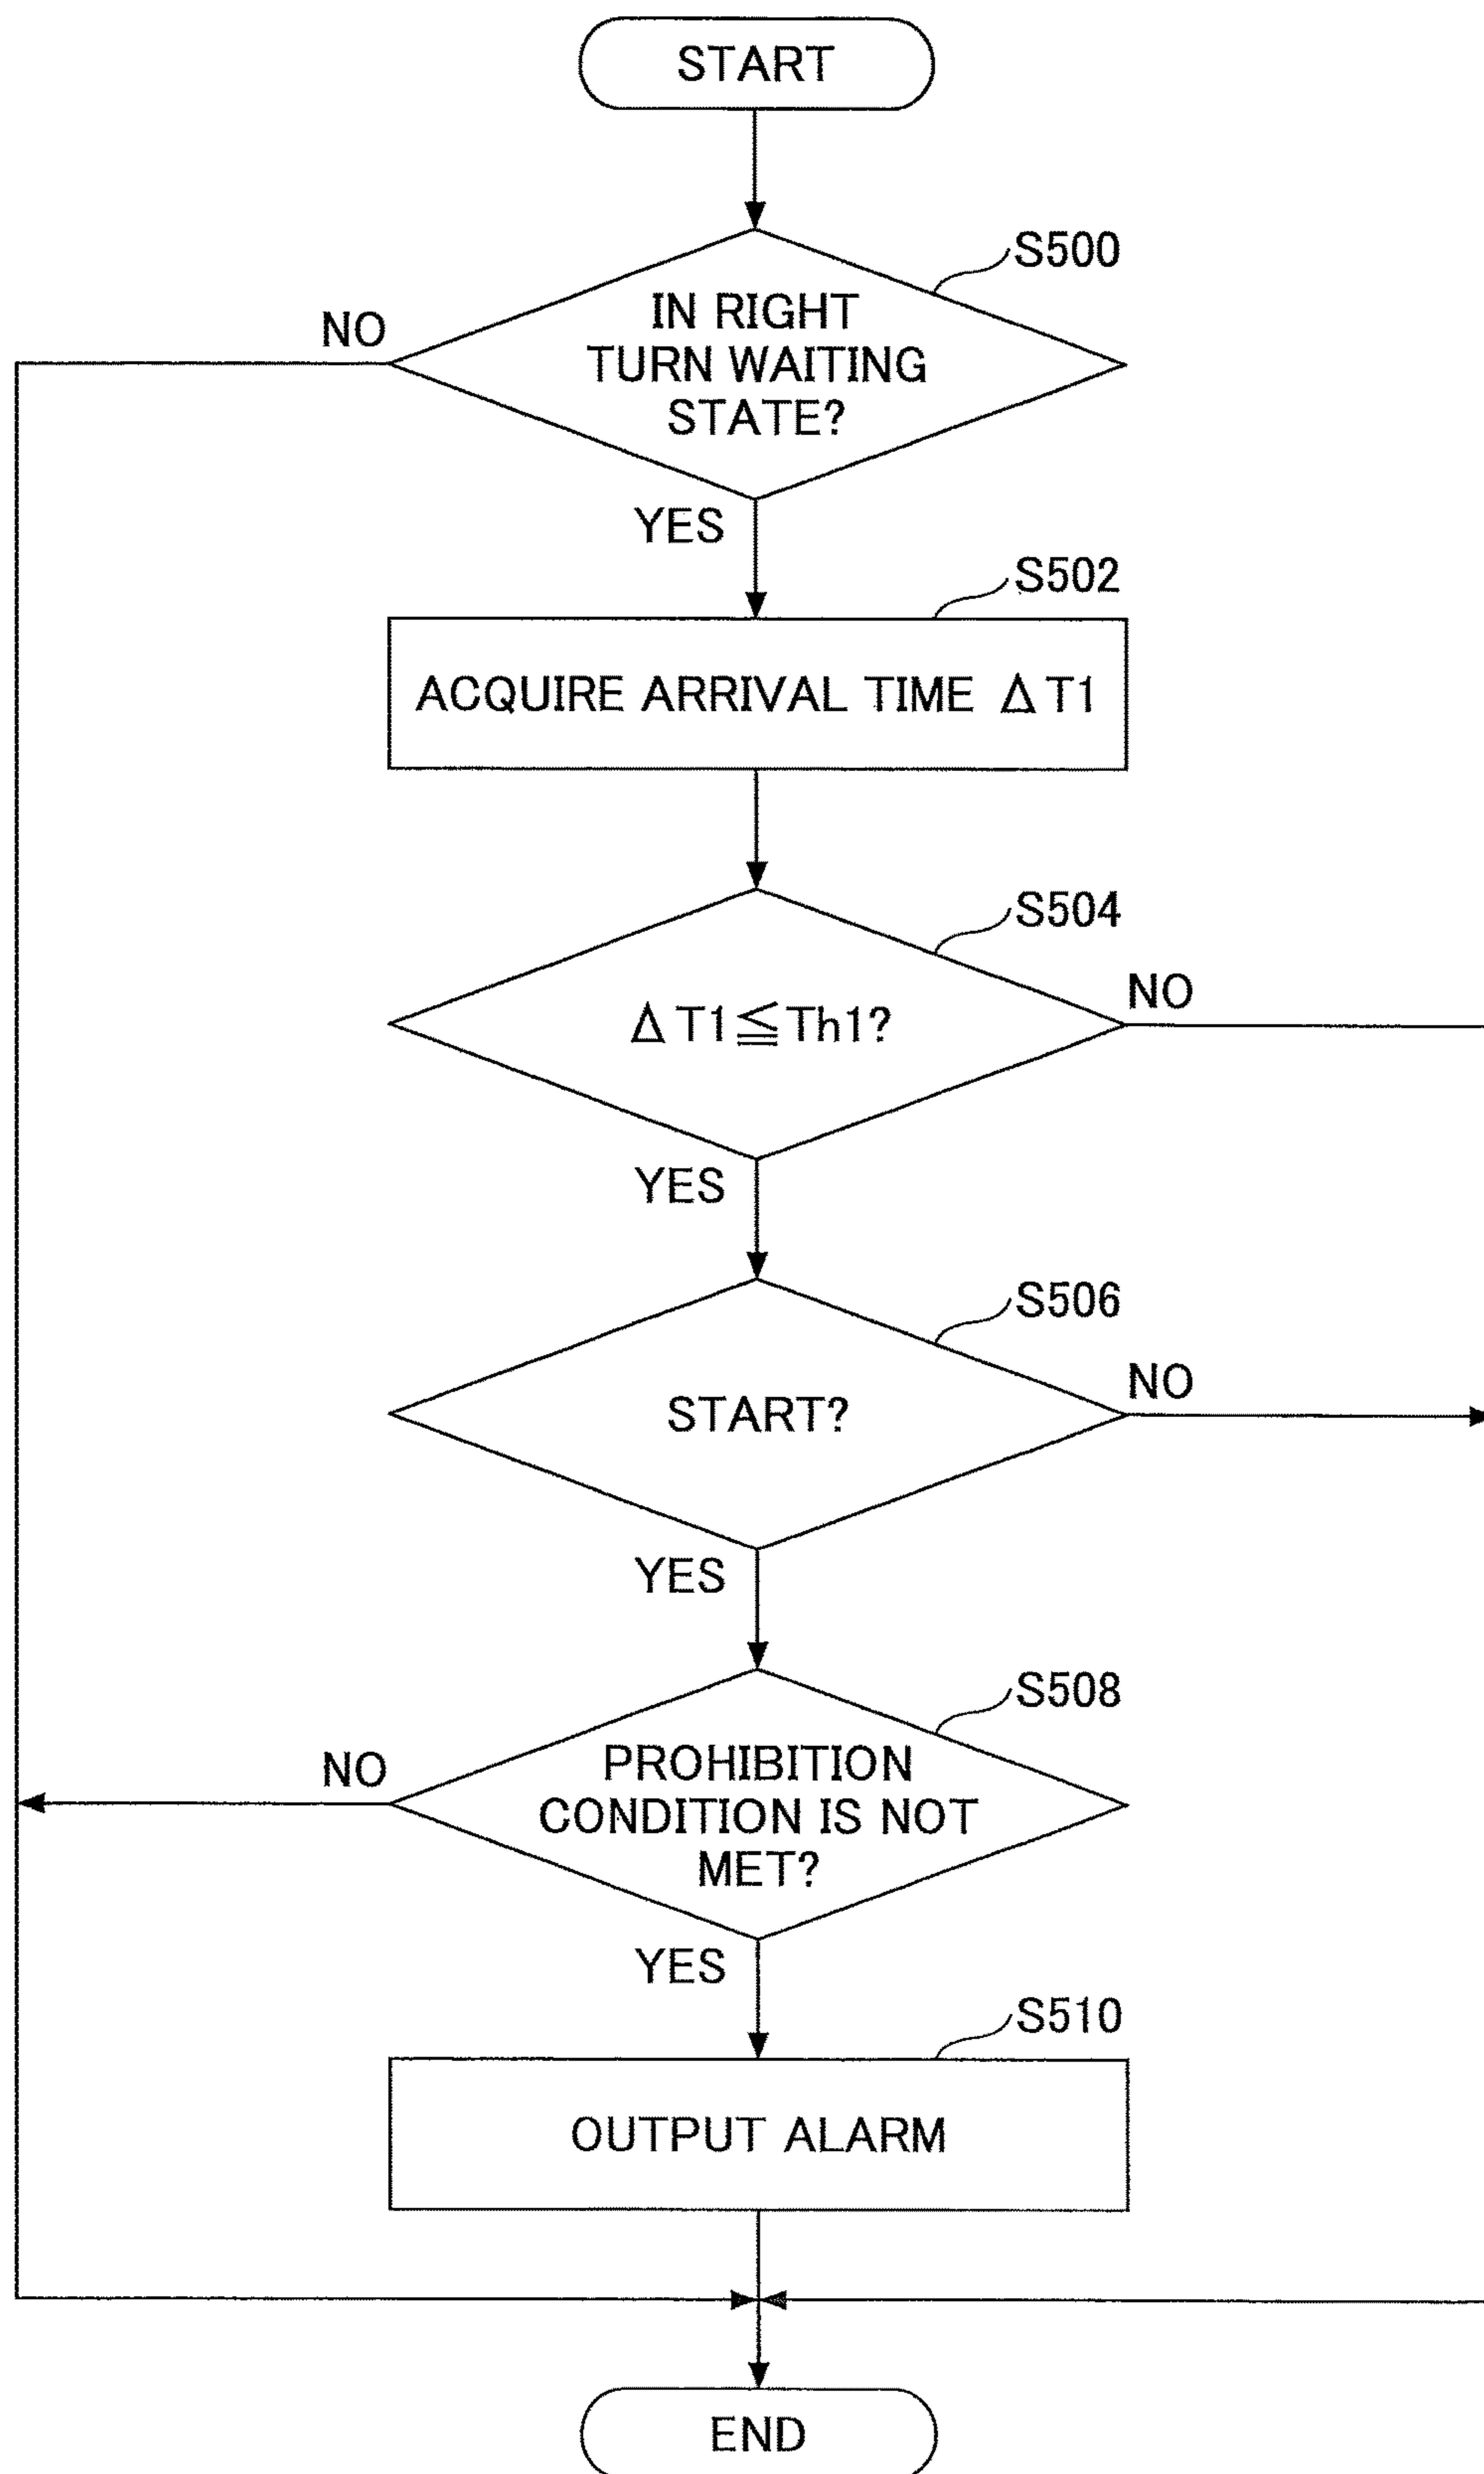 START
S500
IN RIGHT
TURN WAITING
STATE?
NO
YES
S502
ACQUIRE ARRIVAL TIME ΔT1
S504
ΔT1≦Th1?
NO
YES
S506
START?
NO
YES
S508
PROHIBITION
CONDITION IS NOT
MET?
NO
YES
S510
OUTPUT ALARM
END